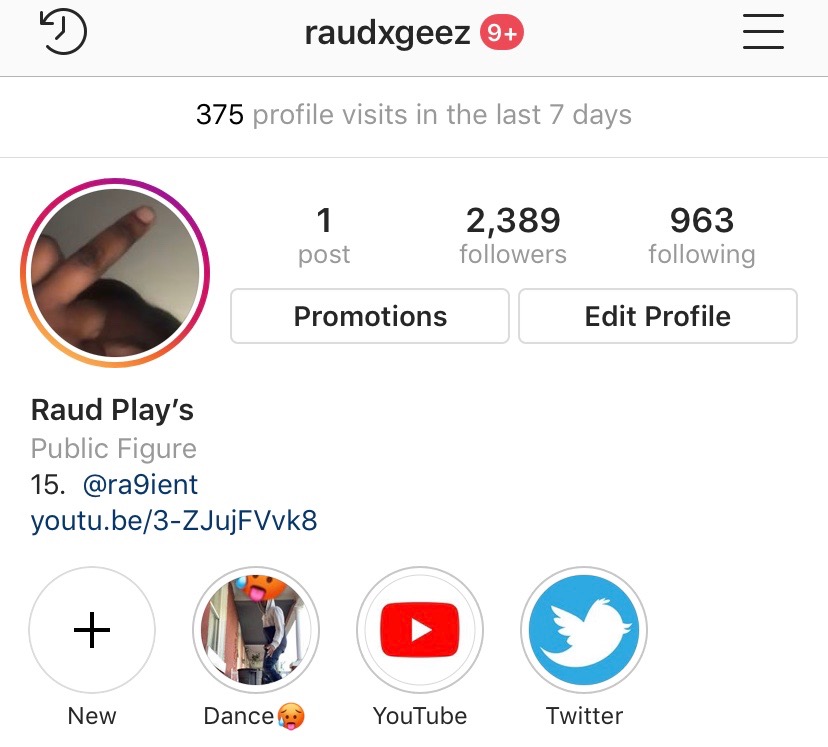 raudxgeez 9+
375 profile visits in the last 7 days
1 2,389 963
post followers following
Promotions Edit Profile
Raud Play’s
Public Figure
15. @ra9ient
youtu.be/3-ZJujFVvk8
New Dance🥵 YouTube Twitter